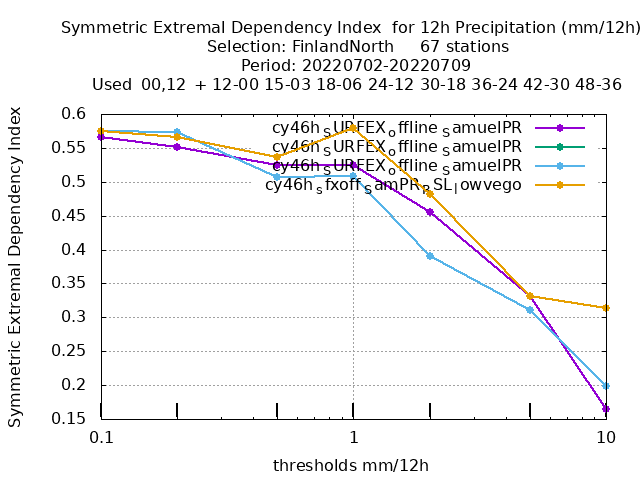 Symmetric Extremal Dependency Index  for 12h Precipitation (mm/12h)
Selection: FinlandNorth     67 stations
Period: 20220702-20220709
Used  00,12  + 12-00 15-03 18-06 24-12 30-18 36-24 42-30 48-36
Symmetric Extremal Dependency Index
0.6
0.55
0.5
0.45
0.4
0.35
0.3
0.25
0.2
0.15
cy46h_SURFEX_offline_samuelPR
cy46h_SURFEX_offline_samuelPR
cy46h_SURFEX_offline_samuelPR
cy46h_sfxoff_samPR_RSL_lowvego
0.1 1 10
thresholds mm/12h